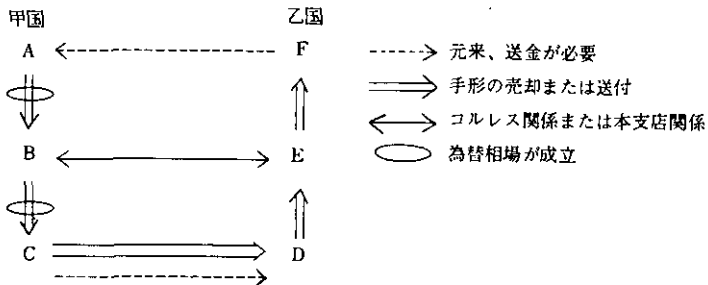 甲国 乙国
A F
B E
C D
元来、送金が必要
手形の売却または送付
コルレス関係または本支店関係
為替相場が成立